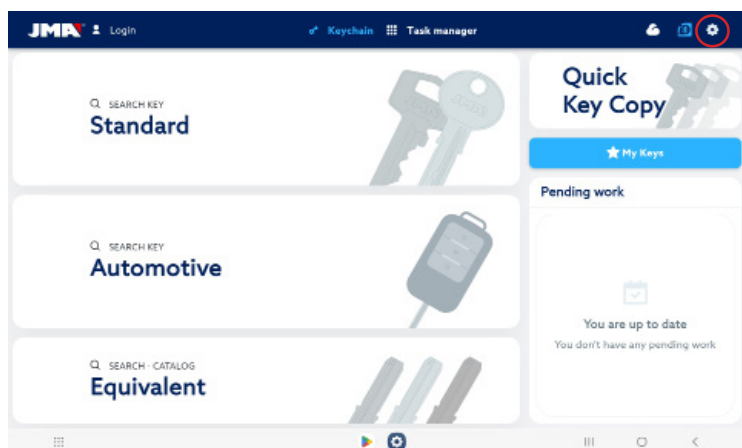 JMA Login Keychain Task manager
SEARCH KEY
Standard
SEARCH KEY
Automotive
SEARCH - CATALOG
Equivalent
Quick
Key Copy
My Keys
Pending work
You are up to date
You don't have any pending work